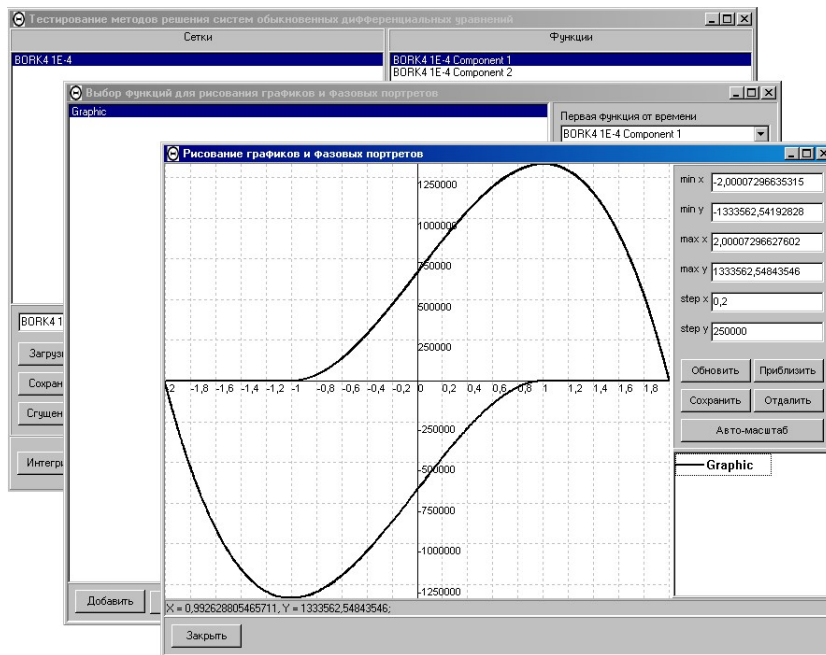 Тестирование методов решения систем обыкновенных дифференциальных уравнений
Сетки
Функции
BORK4 1E-4
BORK4 1E-4 Component 1
BORK4 1E-4 Component 2
Выбор функций для рисования графиков и фазовых портретов
Graphic
Первая функция от времени
BORK4 1E-4 Component 1
Рисование графиков и фазовых портретов
1250000
1000000
750000
500000
250000
-2 -1,8 -1,6 -1,4 -1,2 -1 -0,8 -0,6 -0,4 -0,2 0 0,2 0,4 0,6 0,8 1 1,2 1,4 1,6 1,8
-250000
-500000
-750000
-1000000
-1250000
min x -2,00007296635315
min y -1333562,54192828
max x 2,00007296627602
max y 1333562,54843546
step x 0,2
step y 250000
Обновить Приблизить
Сохранить Отдалить
Авто-масштаб
Graphic
BORK4 1
Загрузи
Сохран
Сгущен
Интегри
Добавить
X = 0,992628805465711, Y = 1333562,54843546;
Закрыть